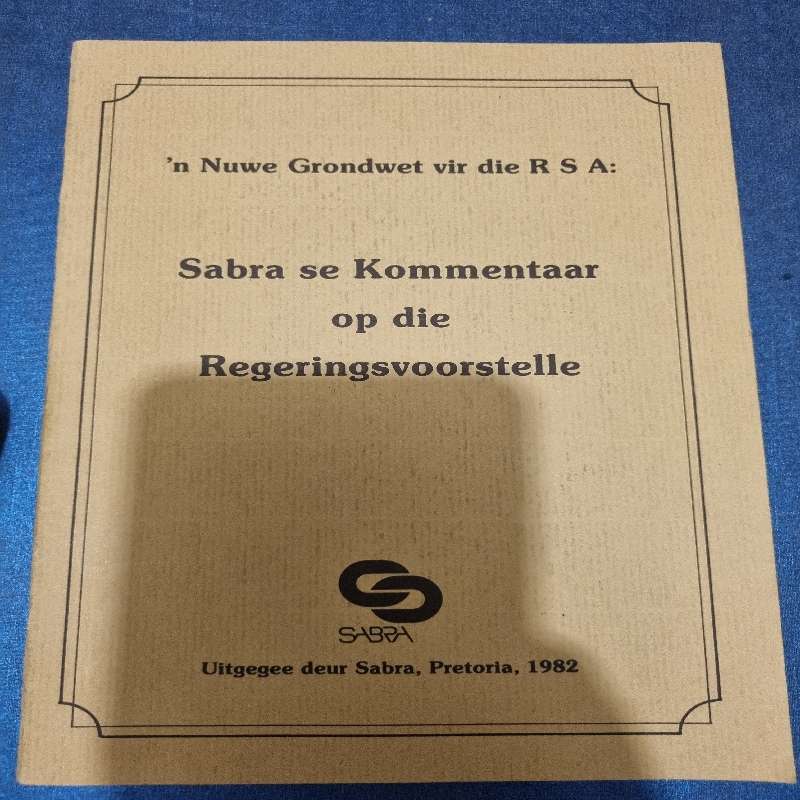 'n Nuwe Grondwet vir die R S A:
Sabra se Kommentaar
op die
Regeringsvoorstelle
SABRA
Uitgegee deur Sabra, Pretoria, 1982